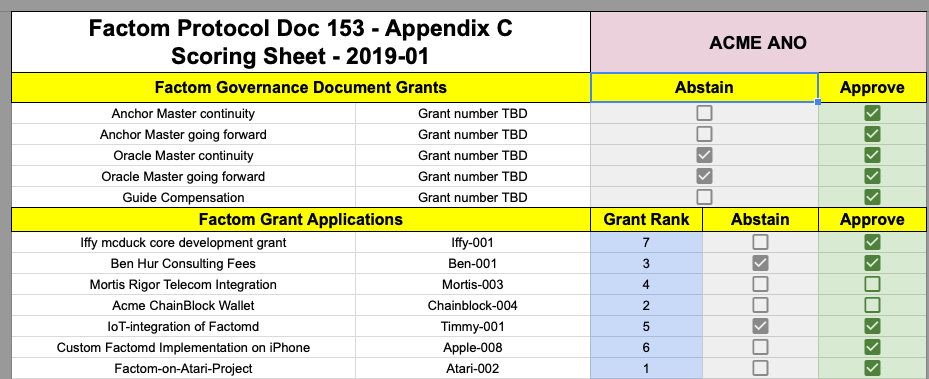 Factom Protocol Doc 153 - Appendix C
Scoring Sheet - 2019-01
ACME ANO
Factom Governance Document Grants Abstain Approve
Anchor Master continuity Grant number TBD
Anchor Master going forward Grant number TBD
Oracle Master continuity Grant number TBD
Oracle Master going forward Grant number TBD
Guide Compensation Grant number TBD
Factom Grant Applications Grant Rank Abstain Approve
Iffy mcduck core development grant Iffy-001 7
Ben Hur Consulting Fees Ben-001 3
Mortis Rigor Telecom Integration Mortis-003 4
Acme ChainBlock Wallet Chainblock-004 2
IoT-integration of Factomd Timmy-001 5
Custom Factomd Implementation on iPhone Apple-008 6
Factom-on-Atari-Project Atari-002 1